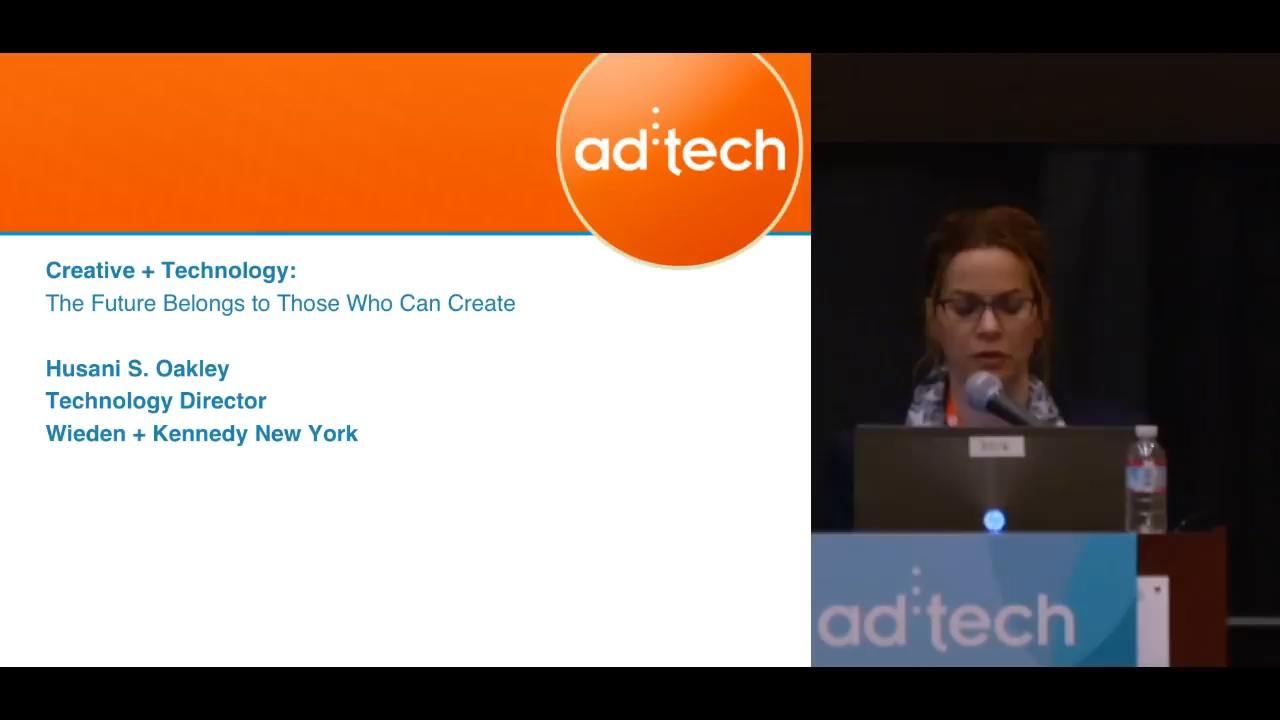 ad:tech
Creative + Technology:
The Future Belongs to Those Who Can Create
Husani S. Oakley
Technology Director
Wieden + Kennedy New York
ad:tech